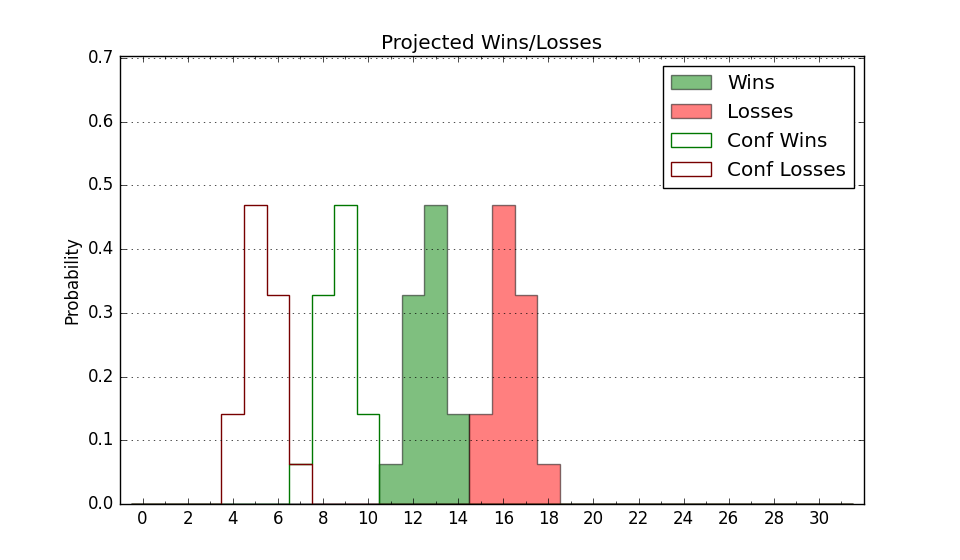 Projected Wins/Losses
0.7
0.6
0.5
0.4
0.3
0.2
0.1
0.0
Probability
Wins
Losses
Conf Wins
Conf Losses
0 2 4 6 8 10 12 14 16 18 20 22 24 26 28 30